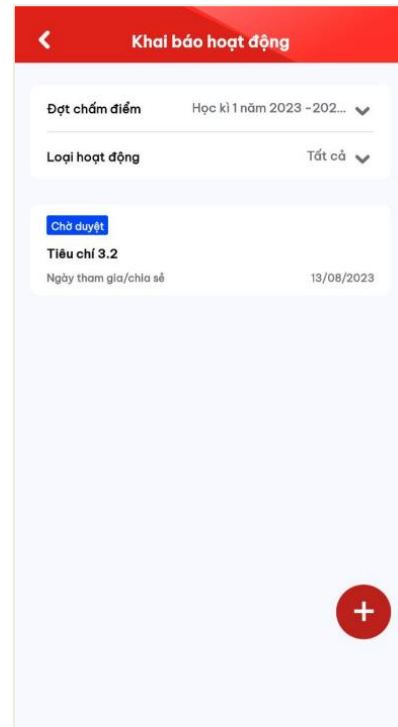 Khai báo hoạt động
Đợt chấm điểm Học kì 1 năm 2023 -202...
Loại hoạt động Tất cả
Chờ duyệt
Tiêu chí 3.2
Ngày tham gia/chia sẻ 13/08/2023
+